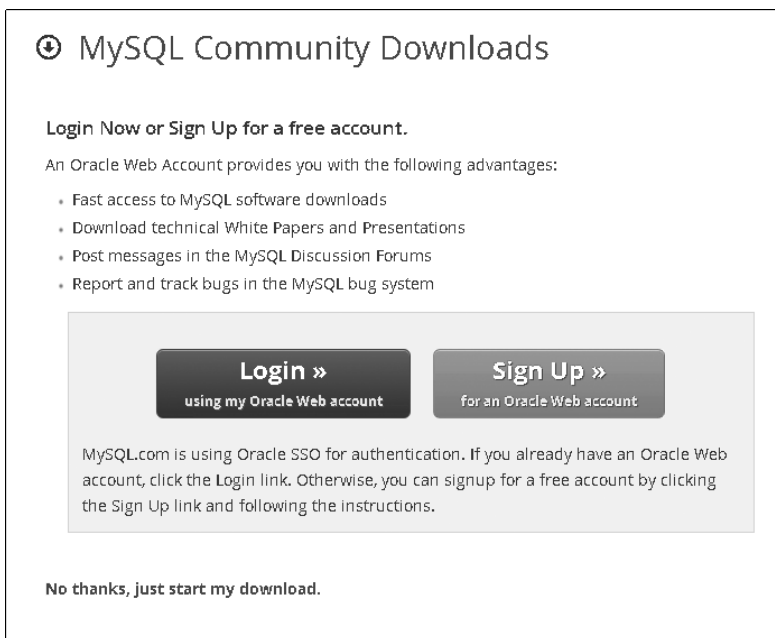 MySQL Community Downloads
Login Now or Sign Up for a free account.
An Oracle Web Account provides you with the following advantages:
Fast access to MySQL software downloads
Download technical White Papers and Presentations
Post messages in the MySQL Discussion Forums
Report and track bugs in the MySQL bug system
Login »
using my Oracle Web account
Sign Up »
for an Oracle Web account
MySQL.com is using Oracle SSO for authentication. If you already have an Oracle Web
account, click the Login link. Otherwise, you can signup for a free account by clicking
the Sign Up link and following the instructions.
No thanks, just start my download.